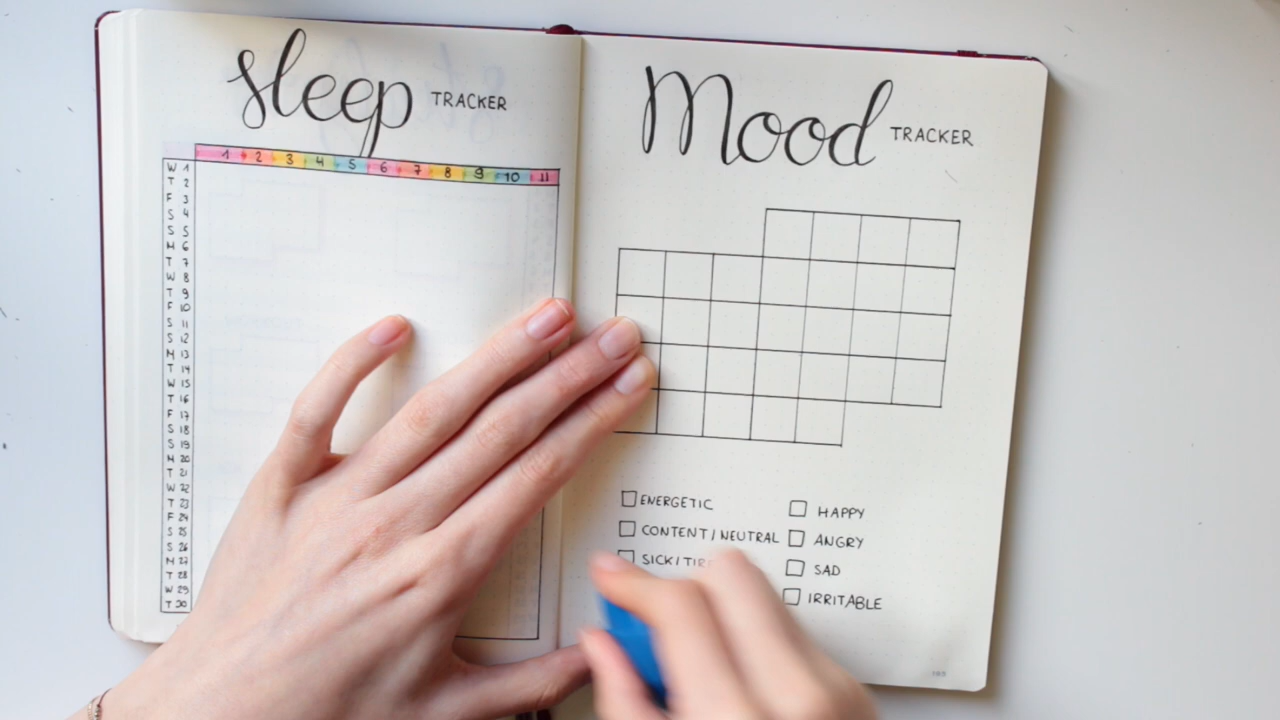 sleep TRACKER
1 2 3 4 5 6 7 8 9 10 11
W 1
T 2
F 3
S 4
S 5
M 6
T 7
W 8
T 9
F 10
S 11
S 12
M 13
T 14
W 15
T 16
F 17
S 18
S 19
M 20
T 21
W 22
T 23
F 24
S 25
S 26
M 27
T 28
W 29
T 30
Mood TRACKER
ENERGETIC
CONTENT/NEUTRAL
HAPPY
ANGRY
SAD
IRRITABLE